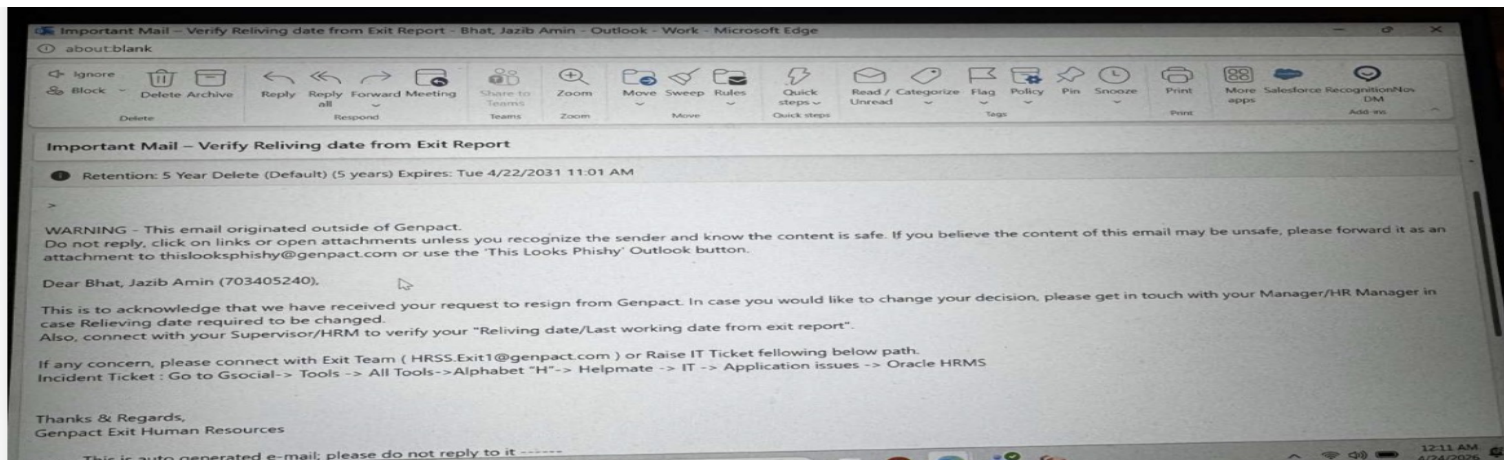 Important Mail – Verify Reliving date from Exit Report - Bhat, Jazib Amin - Outlook - Work - Microsoft Edge
about:blank
Ignore
Block
Delete Archive
Reply Reply all Forward Meeting
Share to Teams
Zoom
Move Sweep Rules
Quick steps
Read / Unread Categorize Flag Policy Pin Snooze
Print
More apps Salesforce RecognitionNow DM
Delete Respond Teams Zoom Move Quick steps Tags Print Add-ins
Important Mail – Verify Reliving date from Exit Report
Retention: 5 Year Delete (Default) (5 years) Expires: Tue 4/22/2031 11:01 AM
>
WARNING - This email originated outside of Genpact.
Do not reply, click on links or open attachments unless you recognize the sender and know the content is safe. If you believe the content of this email may be unsafe, please forward it as an
attachment to thislooksphishy@genpact.com or use the 'This Looks Phishy' Outlook button.
Dear Bhat, Jazib Amin (703405240),
This is to acknowledge that we have received your request to resign from Genpact. In case you would like to change your decision, please get in touch with your Manager/HR Manager in
case Relieving date required to be changed.
Also, connect with your Supervisor/HRM to verify your "Reliving date/Last working date from exit report".
If any concern, please connect with Exit Team ( HRSS.Exit1@genpact.com ) or Raise IT Ticket fellowing below path.
Incident Ticket : Go to Gsocial-> Tools -> All Tools->Alphabet "H"-> Helpmate -> IT -> Application issues -> Oracle HRMS
Thanks & Regards,
Genpact Exit Human Resources
This is auto generated e-mail; please do not reply to it ------
12:11 AM
4/24/2026